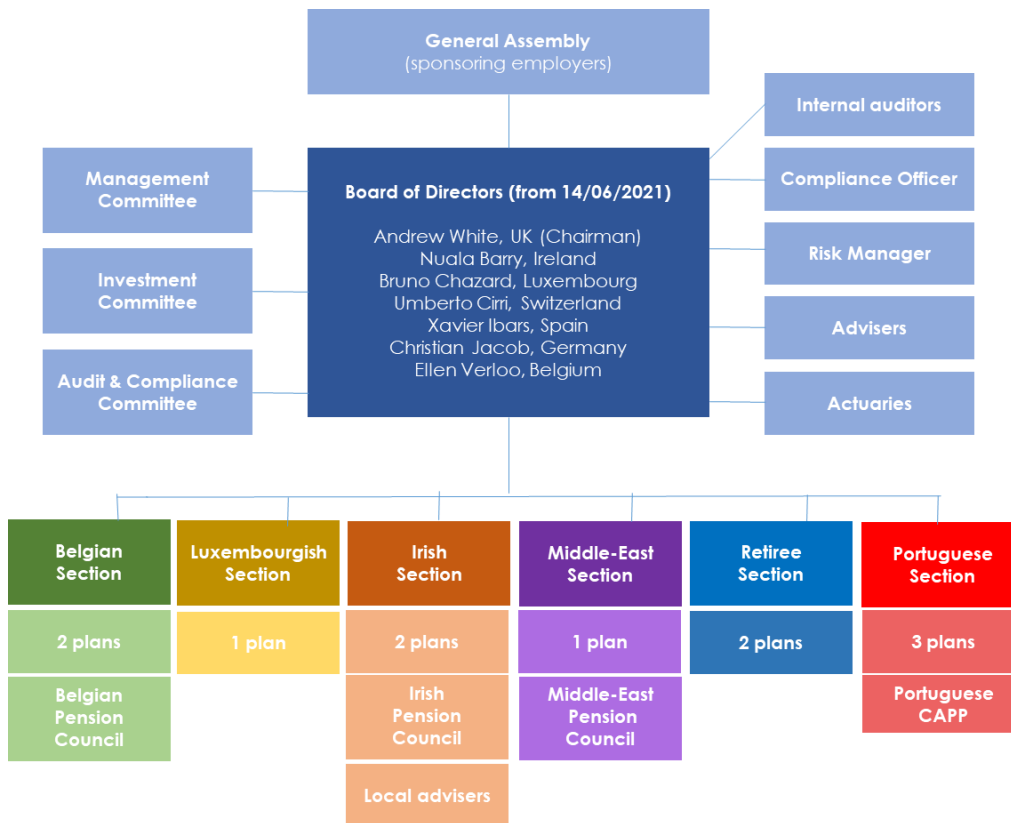 General Assembly
(sponsoring employers)
Management
Committee
Investment
Committee
Audit & Compliance
Committee
Board of Directors (from 14/06/2021)
Andrew White, UK (Chairman)
Nuala Barry, Ireland
Bruno Chazard, Luxembourg
Umberto Cirri, Switzerland
Xavier Ibars, Spain
Christian Jacob, Germany
Ellen Verloo, Belgium
Internal auditors
Compliance Officer
Risk Manager
Advisers
Actuaries
Belgian
Section
2 plans
Belgian
Pension
Council
Luxembourgish
Section
1 plan
Irish
Section
2 plans
Irish
Pension
Council
Local advisers
Middle-East
Section
1 plan
Middle-East
Pension
Council
Retiree
Section
2 plans
Portuguese
Section
3 plans
Portuguese
CAPP